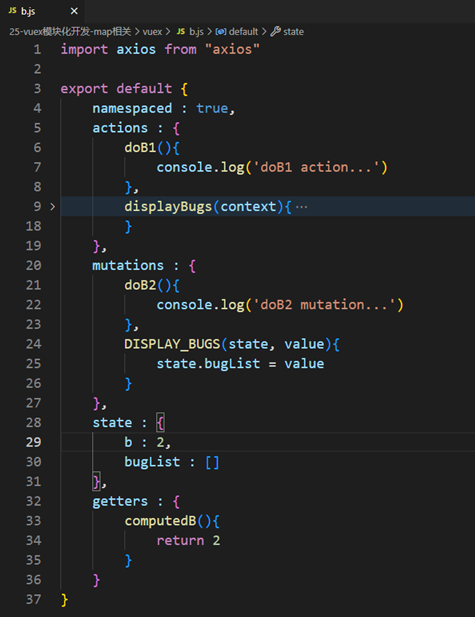 JS b.js ×
25-vuex模块化开发-map相关 > vuex > JS b.js > default > state
1 import axios from "axios"
2
3 export default {
4 namespaced : true,
5 actions : {
6 doB1(){
7 console.log('doB1 action...')
8 },
9 > displayBugs(context){ ...
18 }
19 },
20 mutations : {
21 doB2(){
22 console.log('doB2 mutation...')
23 },
24 DISPLAY_BUGS(state, value){
25 state.bugList = value
26 }
27 },
28 state : {
29 b : 2,
30 bugList : []
31 },
32 getters : {
33 computedB(){
34 return 2
35 }
36 }
37 }